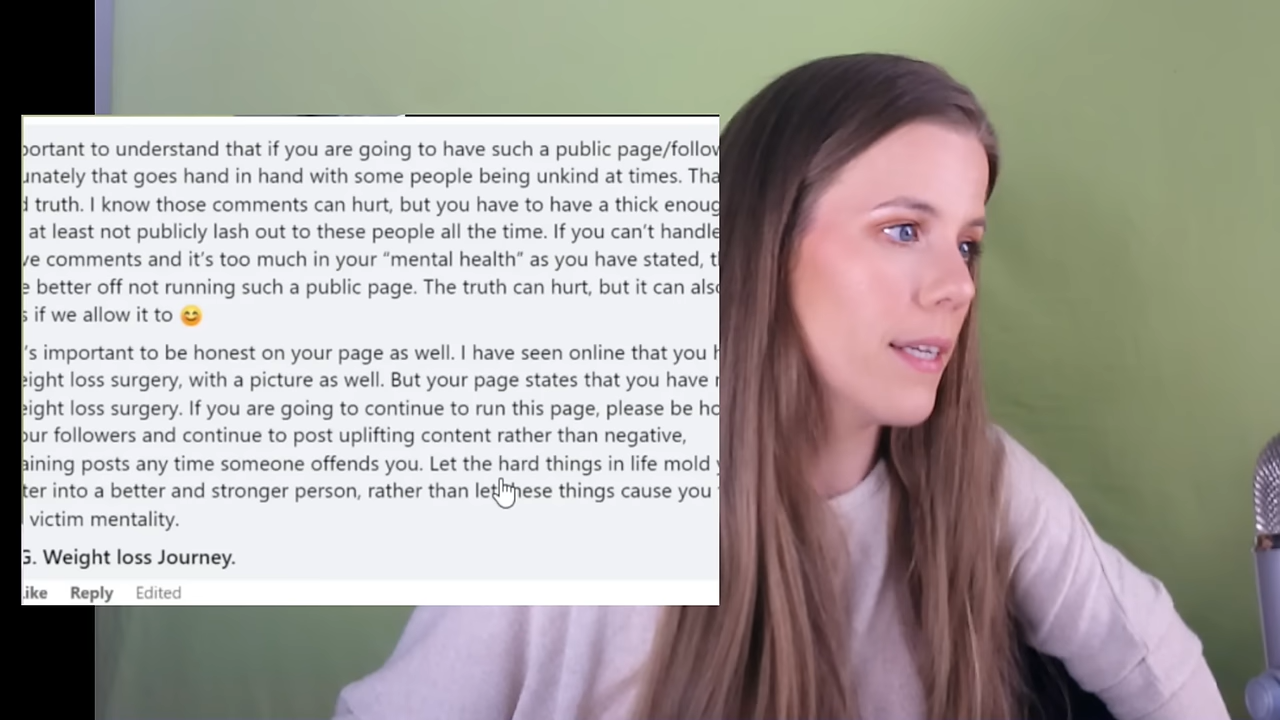 portant to understand that if you are going to have such a public page/follow
unately that goes hand in hand with some people being unkind at times. Tha
d truth. I know those comments can hurt, but you have to have a thick enoug
at least not publicly lash out to these people all the time. If you can't handle
ve comments and it's too much in your “mental health” as you have stated, t
e better off not running such a public page. The truth can hurt, but it can also
s if we allow it to 😊
's important to be honest on your page as well. I have seen online that you h
eight loss surgery, with a picture as well. But your page states that you have n
eight loss surgery. If you are going to continue to run this page, please be ho
our followers and continue to post uplifting content rather than negative,
aining posts any time someone offends you. Let the hard things in life mold y
ter into a better and stronger person, rather than let these things cause you
victim mentality.
G. Weight loss Journey.
ike Reply Edited